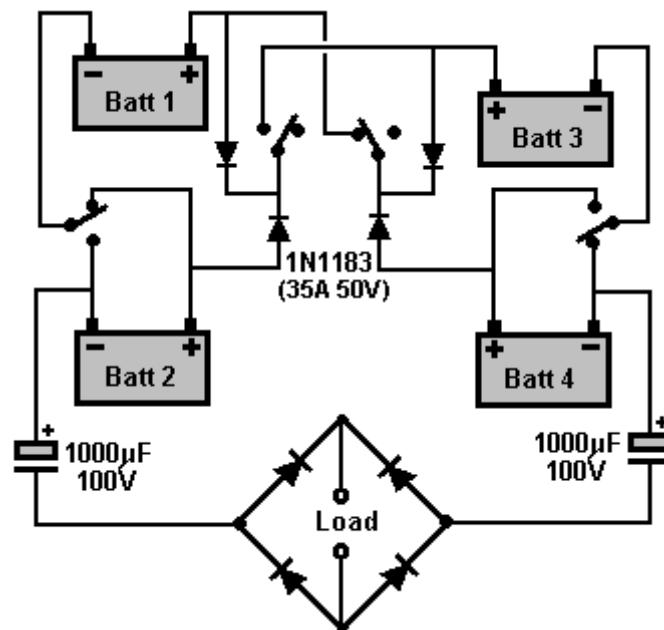 - +
Batt 1
+ -
Batt 3
1N1183
(35A 50V)
- +
Batt 2
+ -
Batt 4
+
1000µF
100V
+
1000µF
100V
Load